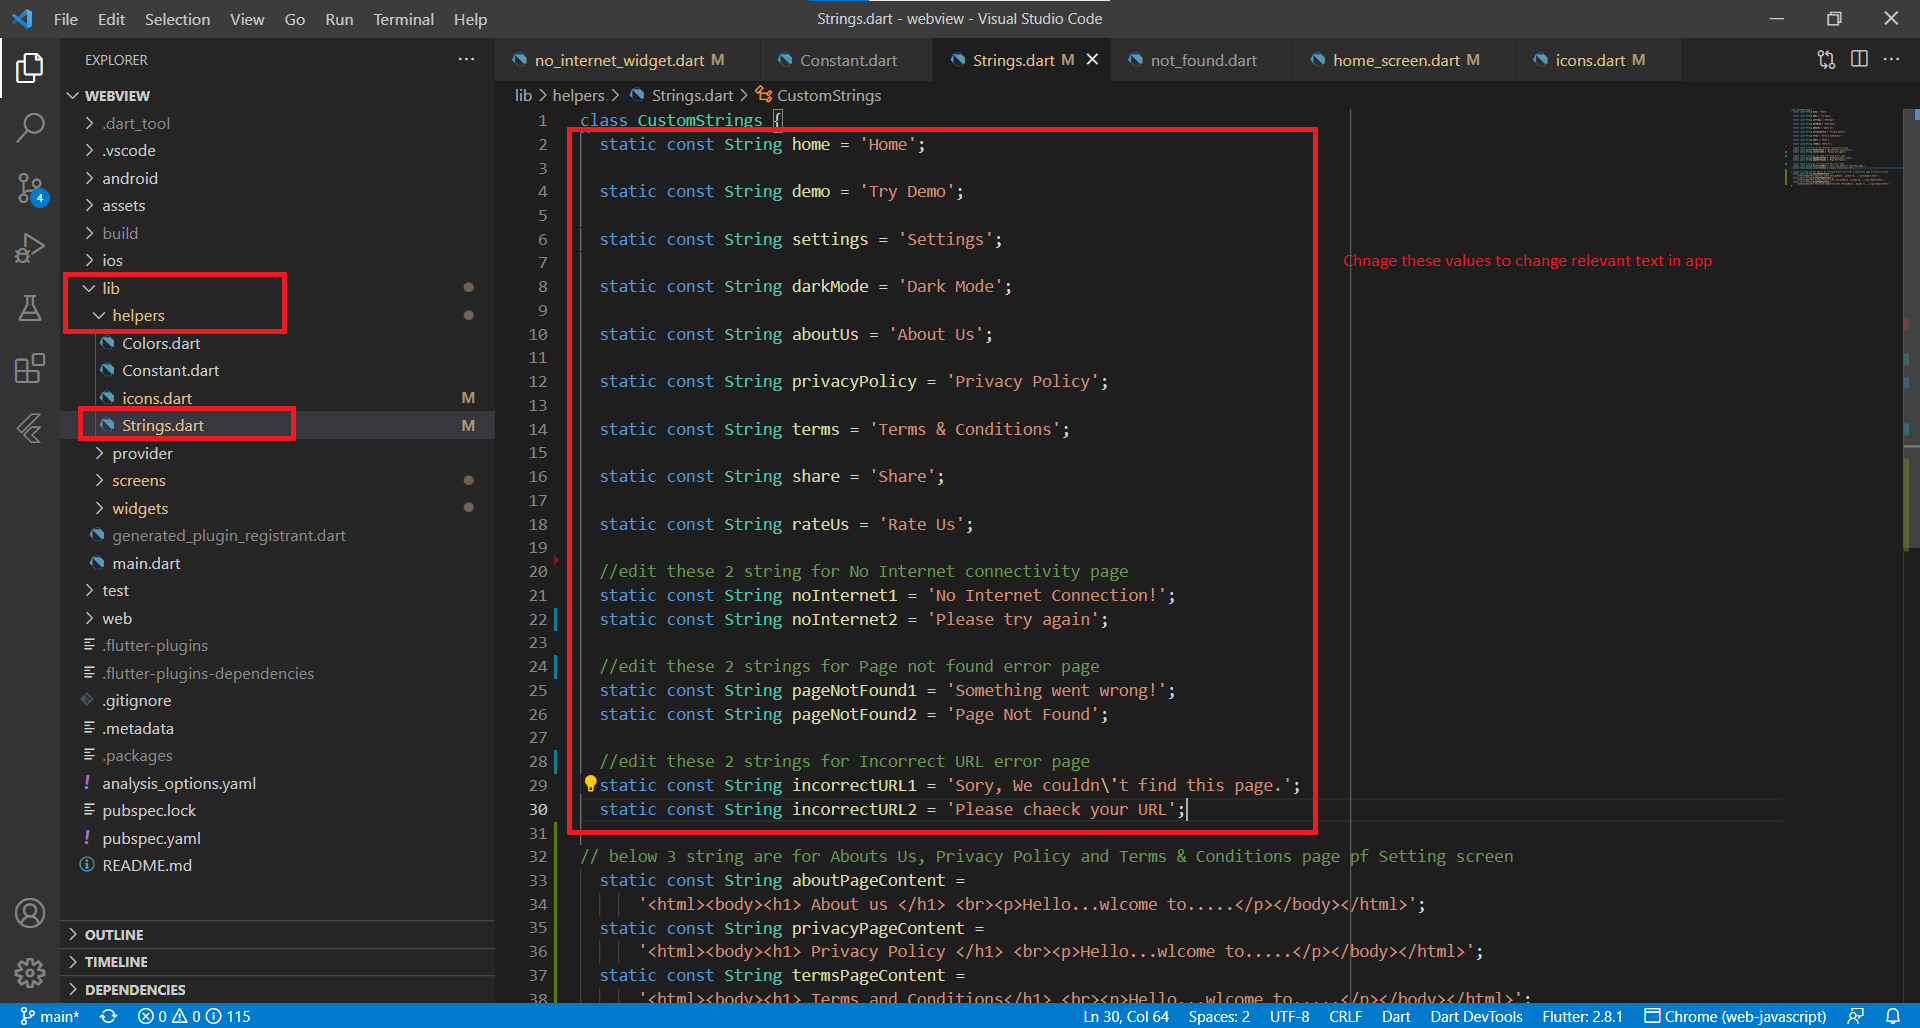 File Edit Selection View Go Run Terminal Help
Strings.dart - webview - Visual Studio Code
EXPLORER
no_internet_widget.dart M
Constant.dart
Strings.dart M
not_found.dart
home_screen.dart M
icons.dart M
lib > helpers > Strings.dart > CustomStrings
WEBVIEW
.dart_tool
.vscode
android
assets
build
ios
lib
helpers
Colors.dart
Constant.dart
icons.dart M
Strings.dart M
provider
screens
widgets
generated_plugin_registrant.dart
main.dart
test
web
.flutter-plugins
.flutter-plugins-dependencies
.gitignore
.metadata
.packages
analysis_options.yaml
pubspec.lock
pubspec.yaml
README.md
OUTLINE
TIMELINE
DEPENDENCIES
4
1 class CustomStrings {
2 static const String home = 'Home';
3
4 static const String demo = 'Try Demo';
5
6 static const String settings = 'Settings';
7
8 static const String darkMode = 'Dark Mode';
9
10 static const String aboutUs = 'About Us';
11
12 static const String privacyPolicy = 'Privacy Policy';
13
14 static const String terms = 'Terms & Conditions';
15
16 static const String share = 'Share';
17
18 static const String rateUs = 'Rate Us';
19
20 //edit these 2 string for No Internet connectivity page
21 static const String noInternet1 = 'No Internet Connection!';
22 static const String noInternet2 = 'Please try again';
23
24 //edit these 2 strings for Page not found error page
25 static const String pageNotFound1 = 'Something went wrong!';
26 static const String pageNotFound2 = 'Page Not Found';
27
28 //edit these 2 strings for Incorrect URL error page
29 static const String incorrectURL1 = 'Sory, We couldn\'t find this page.';
30 static const String incorrectURL2 = 'Please chaeck your URL';
31
32 // below 3 string are for Abouts Us, Privacy Policy and Terms & Conditions page pf Setting screen
33 static const String aboutPageContent =
34 '<html><body><h1> About us </h1> <br><p>Hello...wlcome to.....</p></body></html>';
35 static const String privacyPageContent =
36 '<html><body><h1> Privacy Policy </h1> <br><p>Hello...wlcome to.....</p></body></html>';
37 static const String termsPageContent =
38 '<html><body><h1> Terms and Conditions</h1> <br><p>Hello...wlcome to.....</p></body></html>';
Chnage these values to change relevant text in app
main* 0 0 115
Ln 30, Col 64 Spaces: 2 UTF-8 CRLF Dart Dart DevTools Flutter: 2.8.1 Chrome (web-javascript)